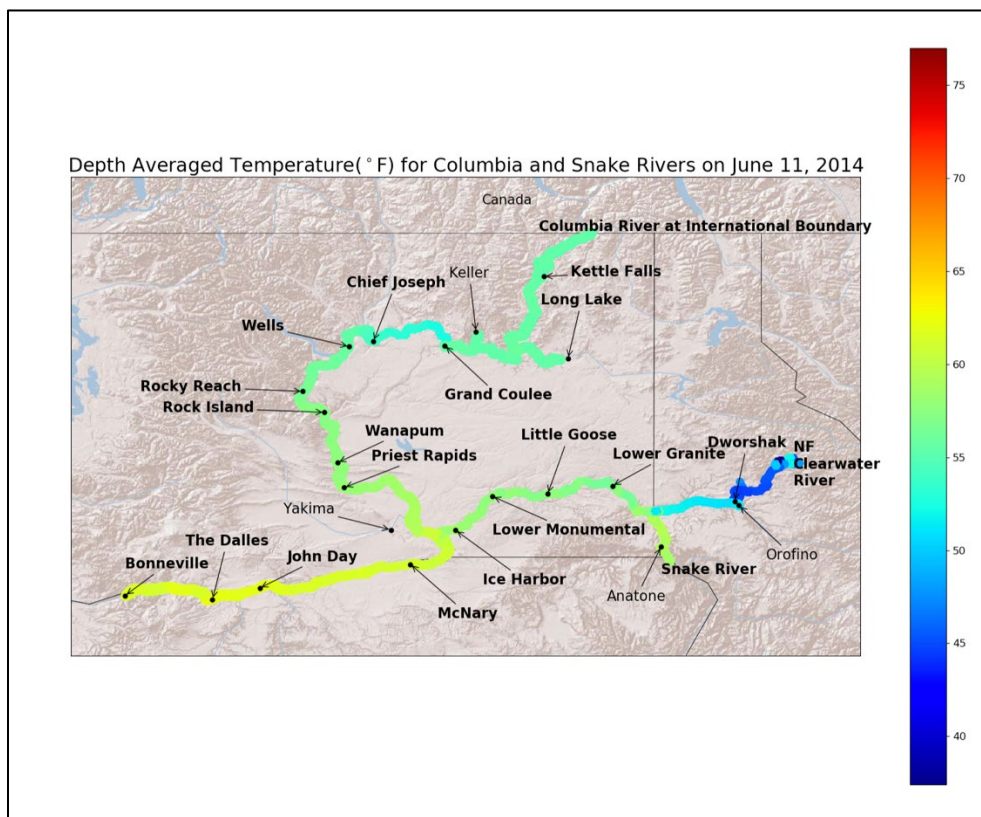 Depth Averaged Temperature(°F) for Columbia and Snake Rivers on June 11, 2014
Canada
Columbia River at International Boundary
Keller
Kettle Falls
Chief Joseph
Long Lake
Wells
Rocky Reach
Grand Coulee
Rock Island
Wanapum
Little Goose
Dworshak
NF
Clearwater
River
Priest Rapids
Lower Granite
Yakima
Lower Monumental
The Dalles
John Day
Orofino
Bonneville
Ice Harbor
Snake River
Anatone
McNary
75
70
65
60
55
50
45
40